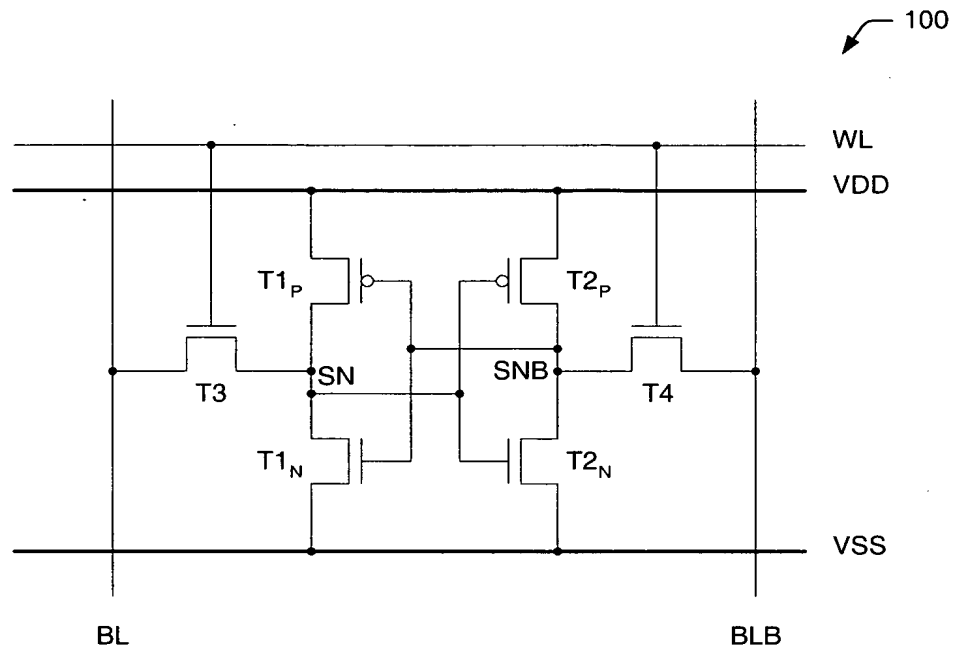 100
WL
VDD
T1P T2P
SN SNB
T3 T4
T1N T2N
VSS
BL BLB